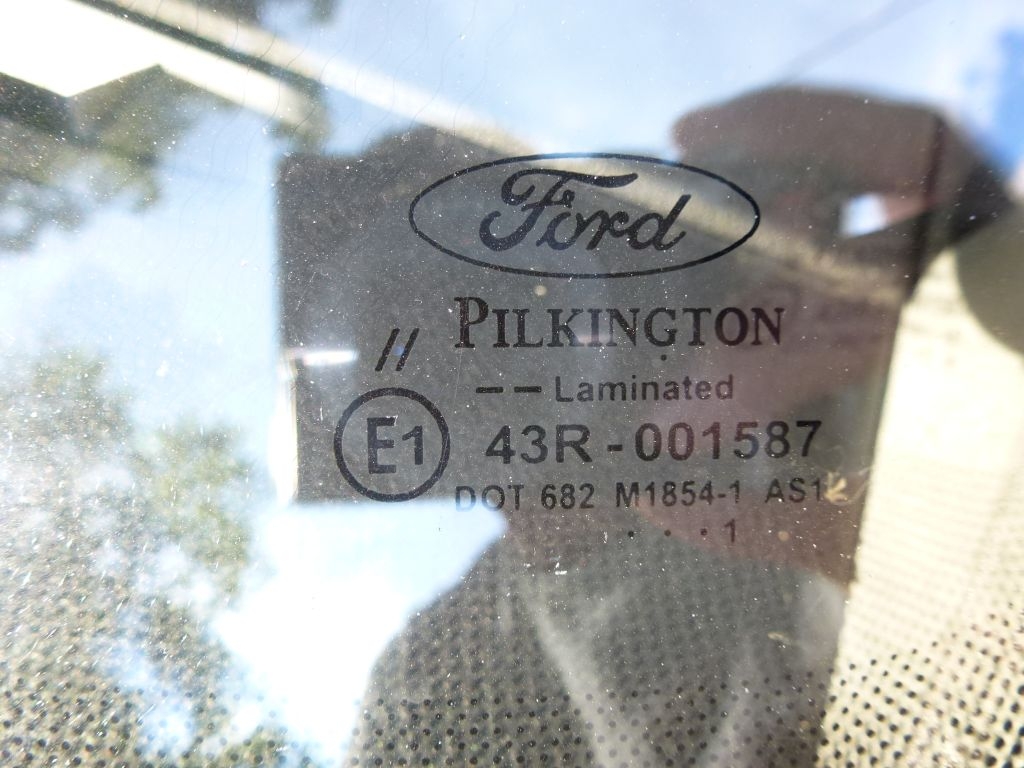 Ford
PILKINGTON
// 
-- Laminated
E1
43R-001587
DOT 682 M1854-1 AS1
. . . 1 .